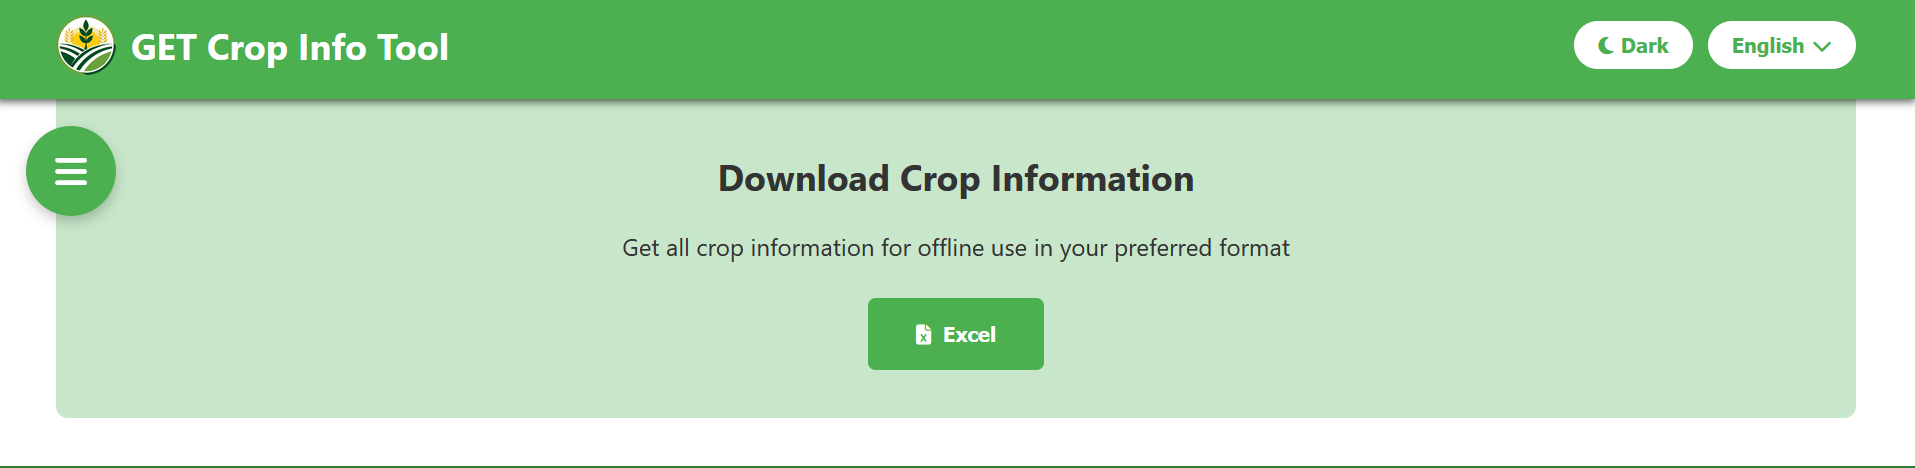 GET Crop Info Tool
Dark
English
Download Crop Information
Get all crop information for offline use in your preferred format
Excel